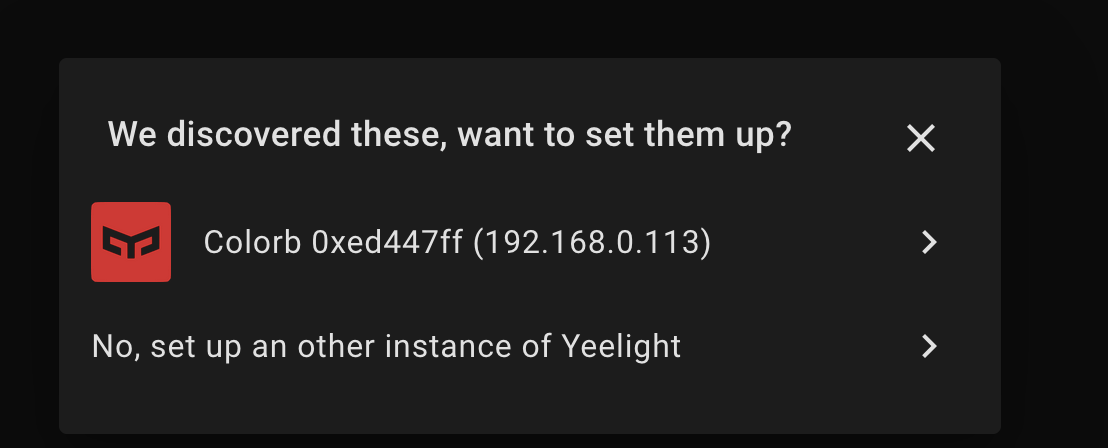 We discovered these, want to set them up?
Colorb 0xed447ff (192.168.0.113)
No, set up an other instance of Yeelight